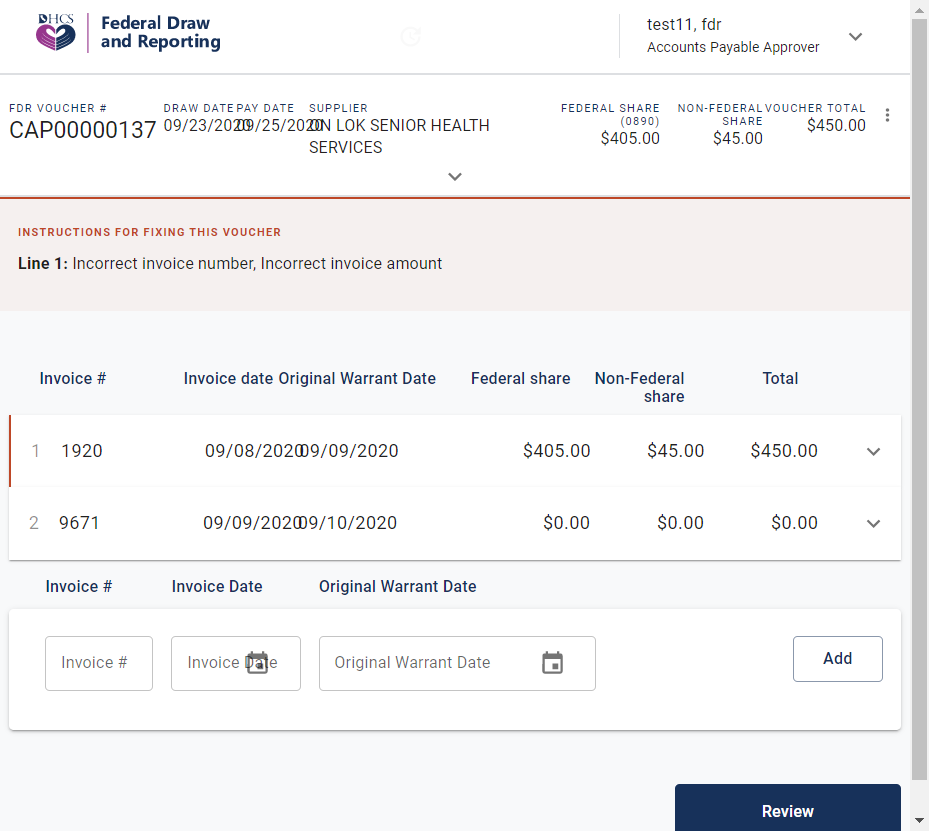 DHCS
Federal Draw
and Reporting
test11, fdr
Accounts Payable Approver
FDR VOUCHER #
CAP00000137
DRAW DATE
09/23/2020
PAY DATE
09/25/2020
SUPPLIER
ON LOK SENIOR HEALTH
SERVICES
FEDERAL SHARE
(0890)
$405.00
NON-FEDERAL
SHARE
$45.00
VOUCHER TOTAL
$450.00
INSTRUCTIONS FOR FIXING THIS VOUCHER
Line 1: Incorrect invoice number, Incorrect invoice amount
Invoice # Invoice date Original Warrant Date Federal share Non-Federal share Total
1 1920 09/08/2020 09/09/2020 $405.00 $45.00 $450.00
2 9671 09/09/2020 09/10/2020 $0.00 $0.00 $0.00
Invoice # Invoice Date Original Warrant Date
Invoice # Invoice Date Original Warrant Date Add
Review